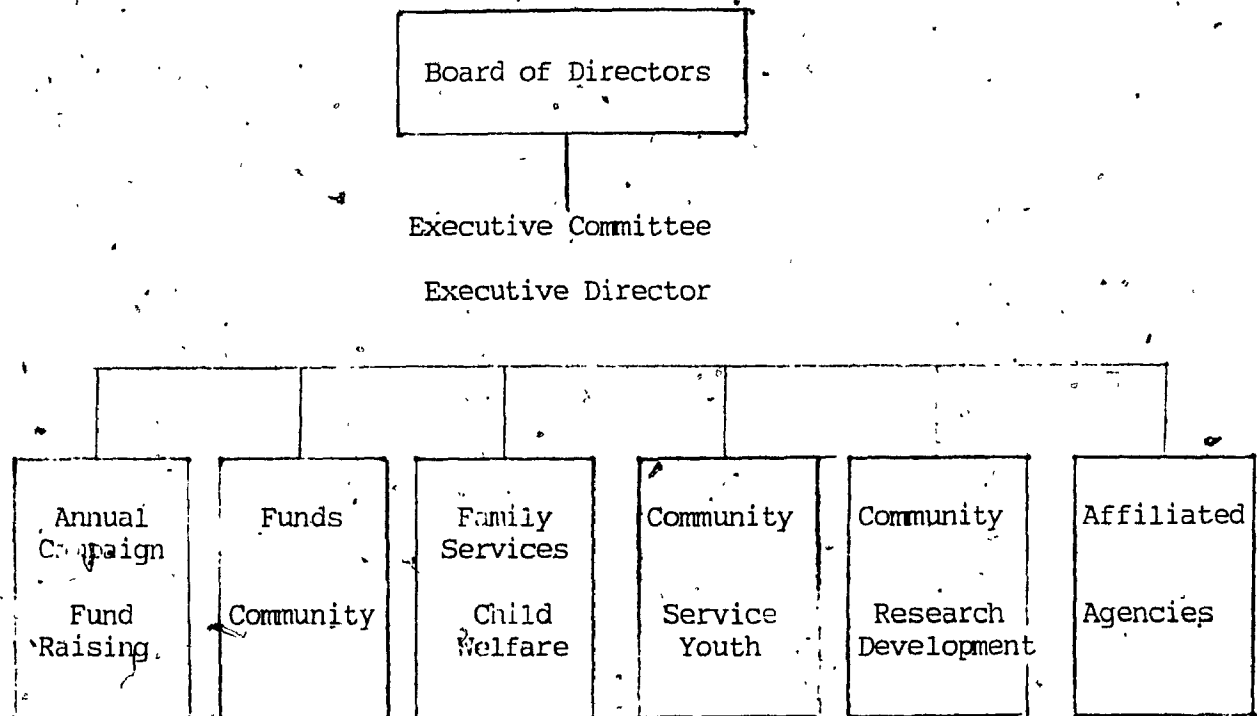 Board of Directors
Executive Committee
Executive Director
Annual
Campaign
Fund
Raising
Funds
Community
Family
Services
Child
Welfare
Community
Service
Youth
Community
Research
Development
Affiliated
Agencies